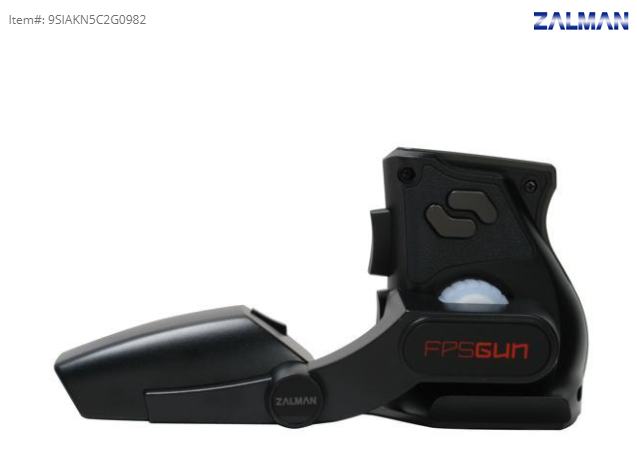 Item#: 9SIAKN5C2G0982
ZALMAN
FPSGUN
ZALMAN